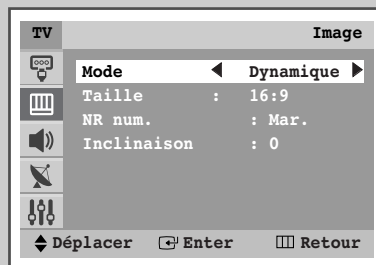 TV Image
Mode Dynamique
Taille : 16:9
NR num. : Mar.
Inclinaison : 0
Déplacer Enter Retour